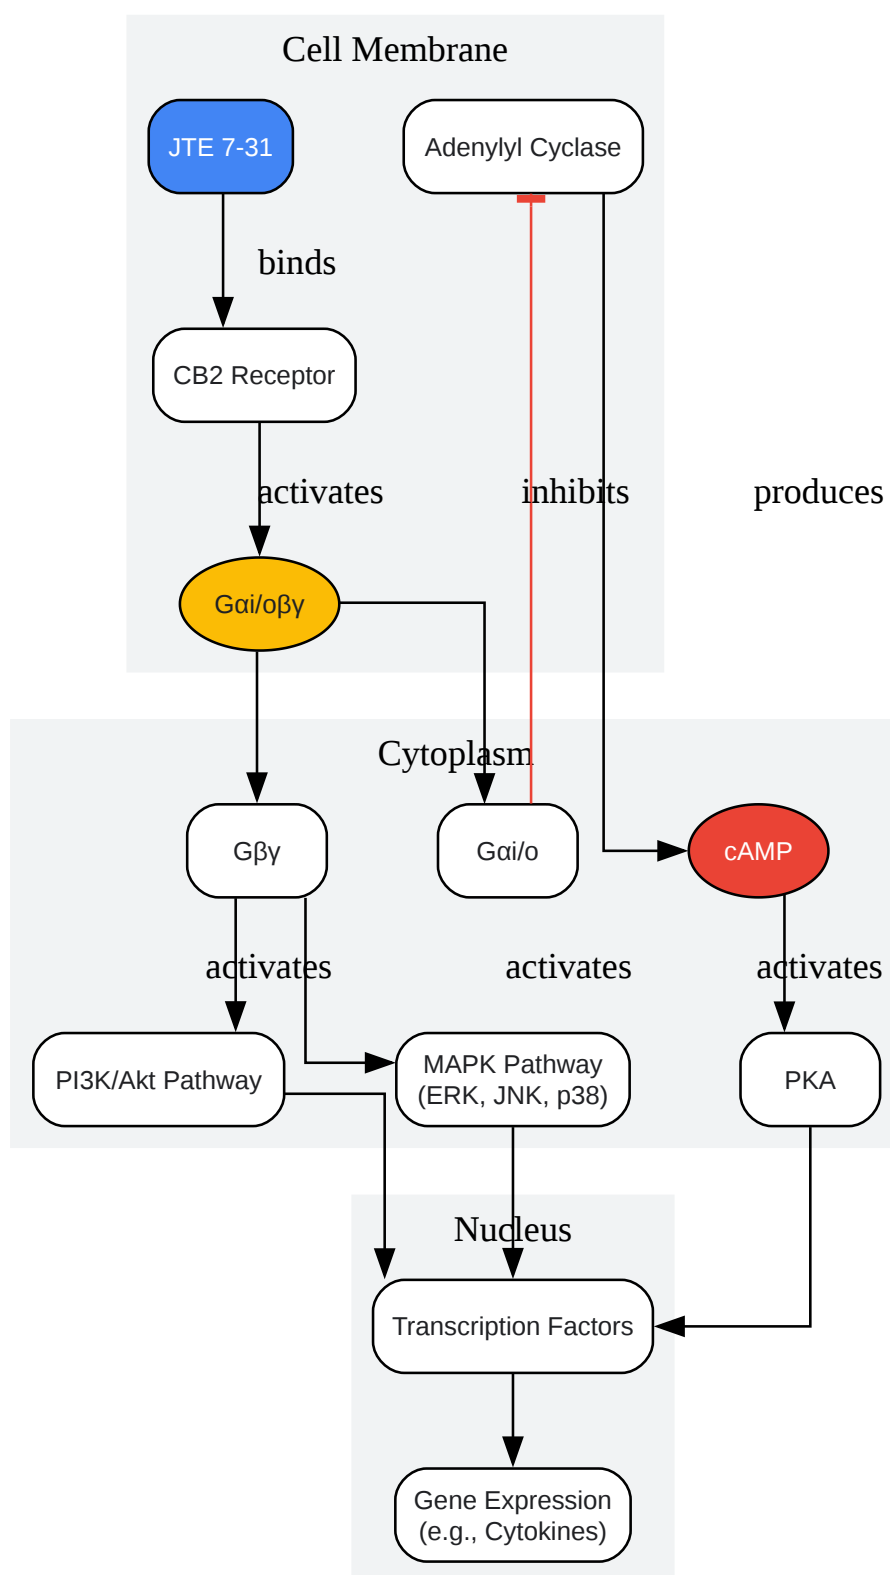 Cell Membrane
JTE 7-31
Adenylyl Cyclase
binds
CB2 Receptor
activates
inhibits
produces
Gαi/oβγ
Cytoplasm
Gβγ
Gαi/o
cAMP
activates
activates
activates
PI3K/Akt Pathway
MAPK Pathway
(ERK, JNK, p38)
PKA
Nucleus
Transcription Factors
Gene Expression
(e.g., Cytokines)